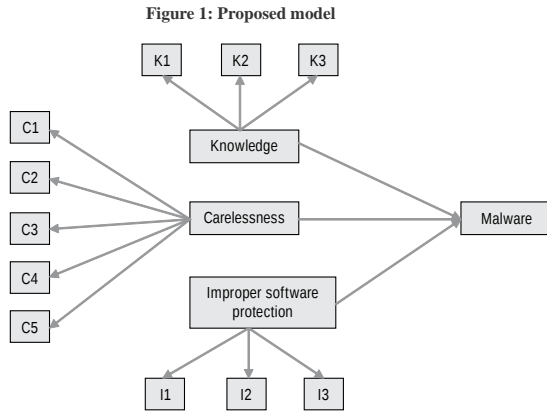 Figure 1: Proposed model
K1
K2
K3
C1
Knowledge
C2
C3
Carelessness
Malware
C4
Improper software
protection
C5
I1
I2
I3